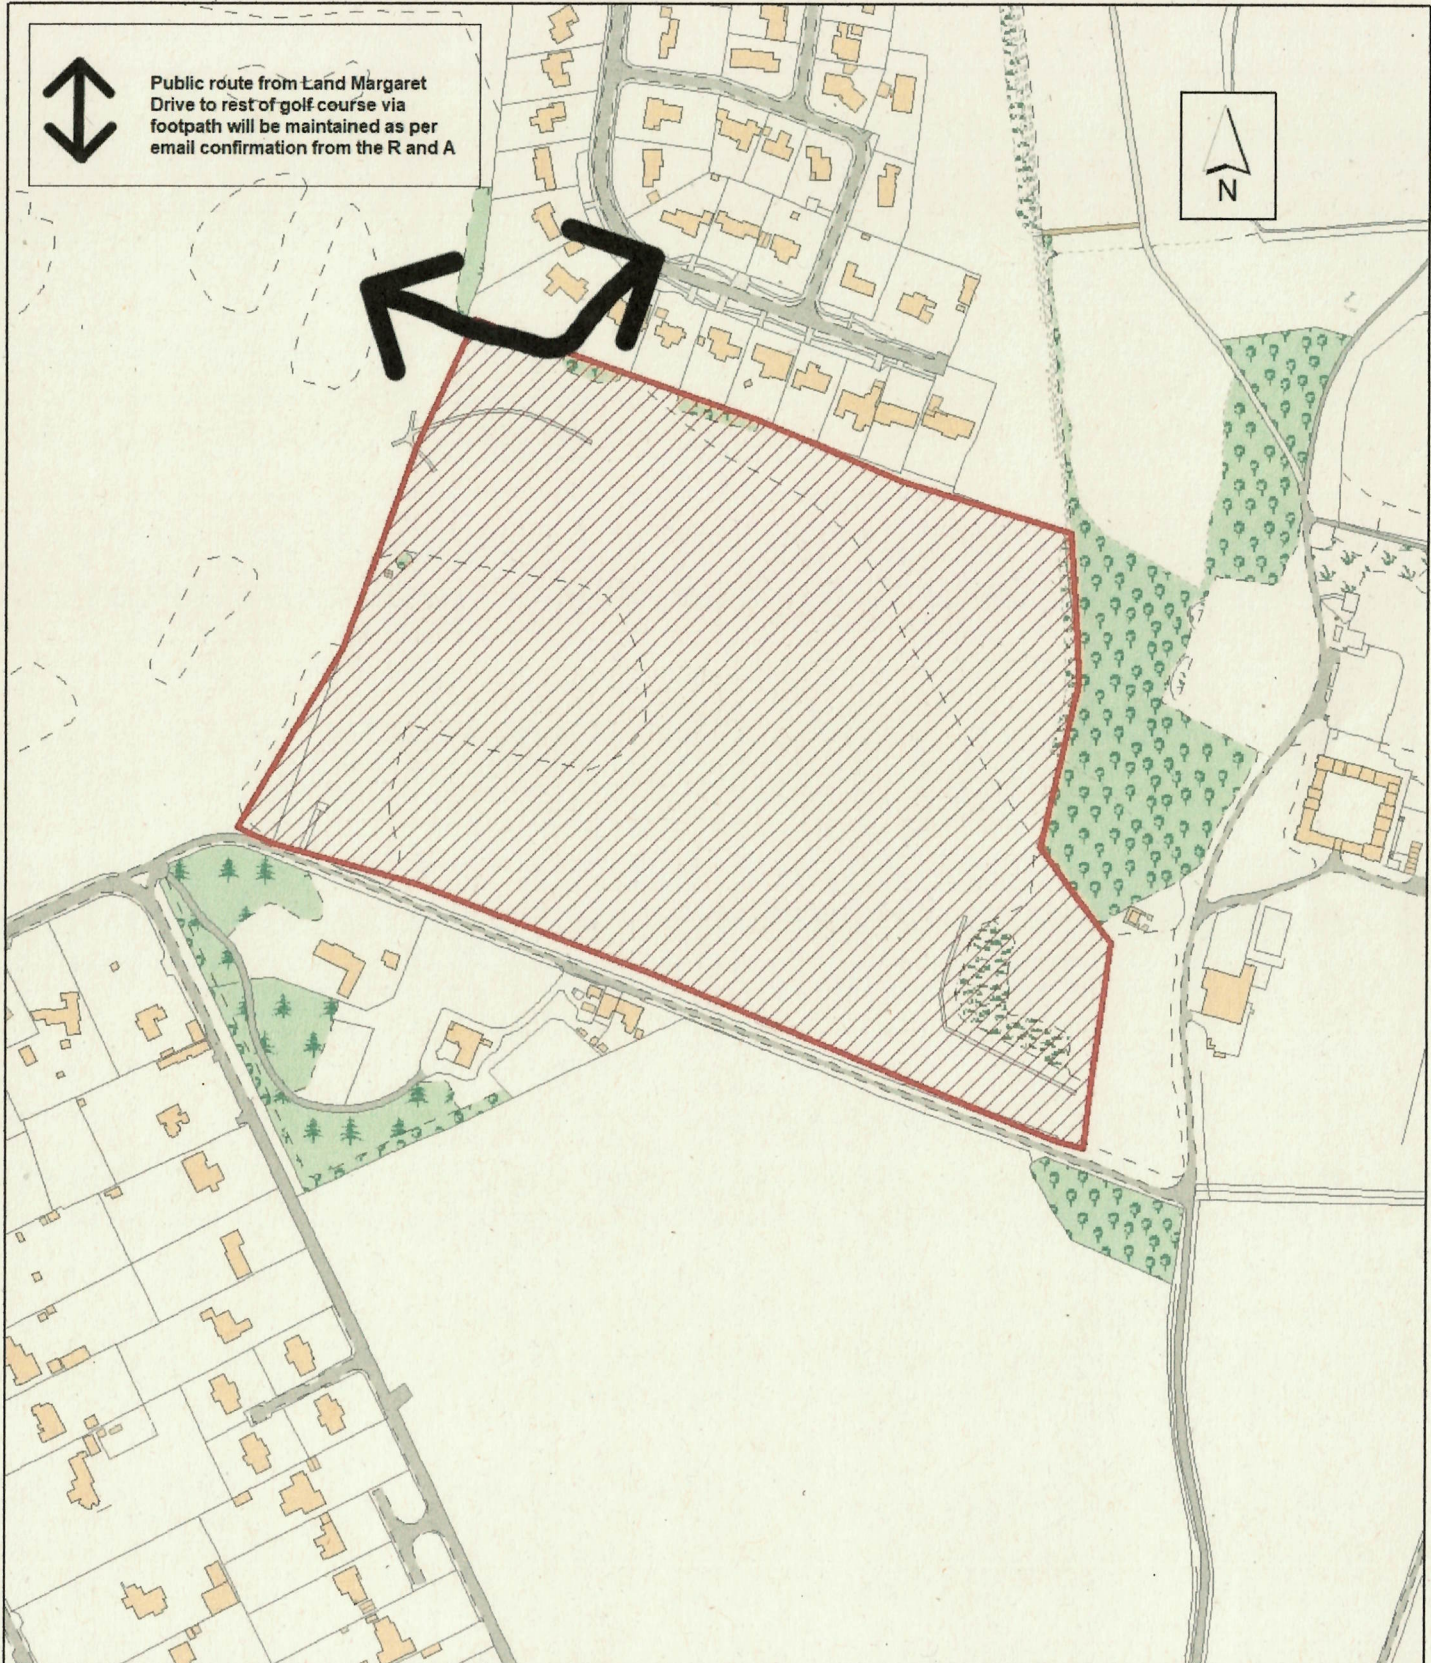 Public route from Land Margaret
Drive to rest of golf course via
footpath will be maintained as per
email confirmation from the R and A
N